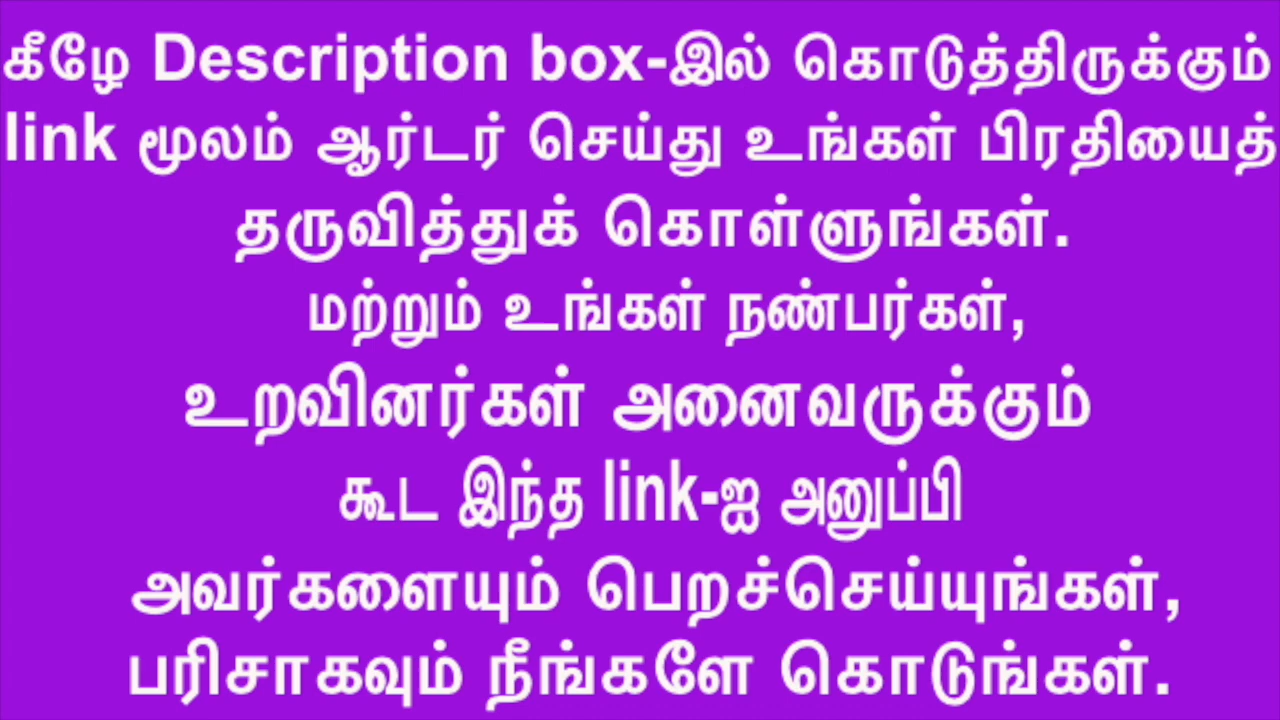 கீழே Description box-இல் கொடுத்திருக்கும்
link மூலம் ஆர்டர் செய்து உங்கள் பிரதியைத்
தருவித்துக் கொள்ளுங்கள்.
மற்றும் உங்கள் நண்பர்கள்,
உறவினர்கள் அனைவருக்கும்
கூட இந்த link-ஐ அனுப்பி
அவர்களையும் பெறச்செய்யுங்கள்,
பரிசாகவும் நீங்களே கொடுங்கள்.